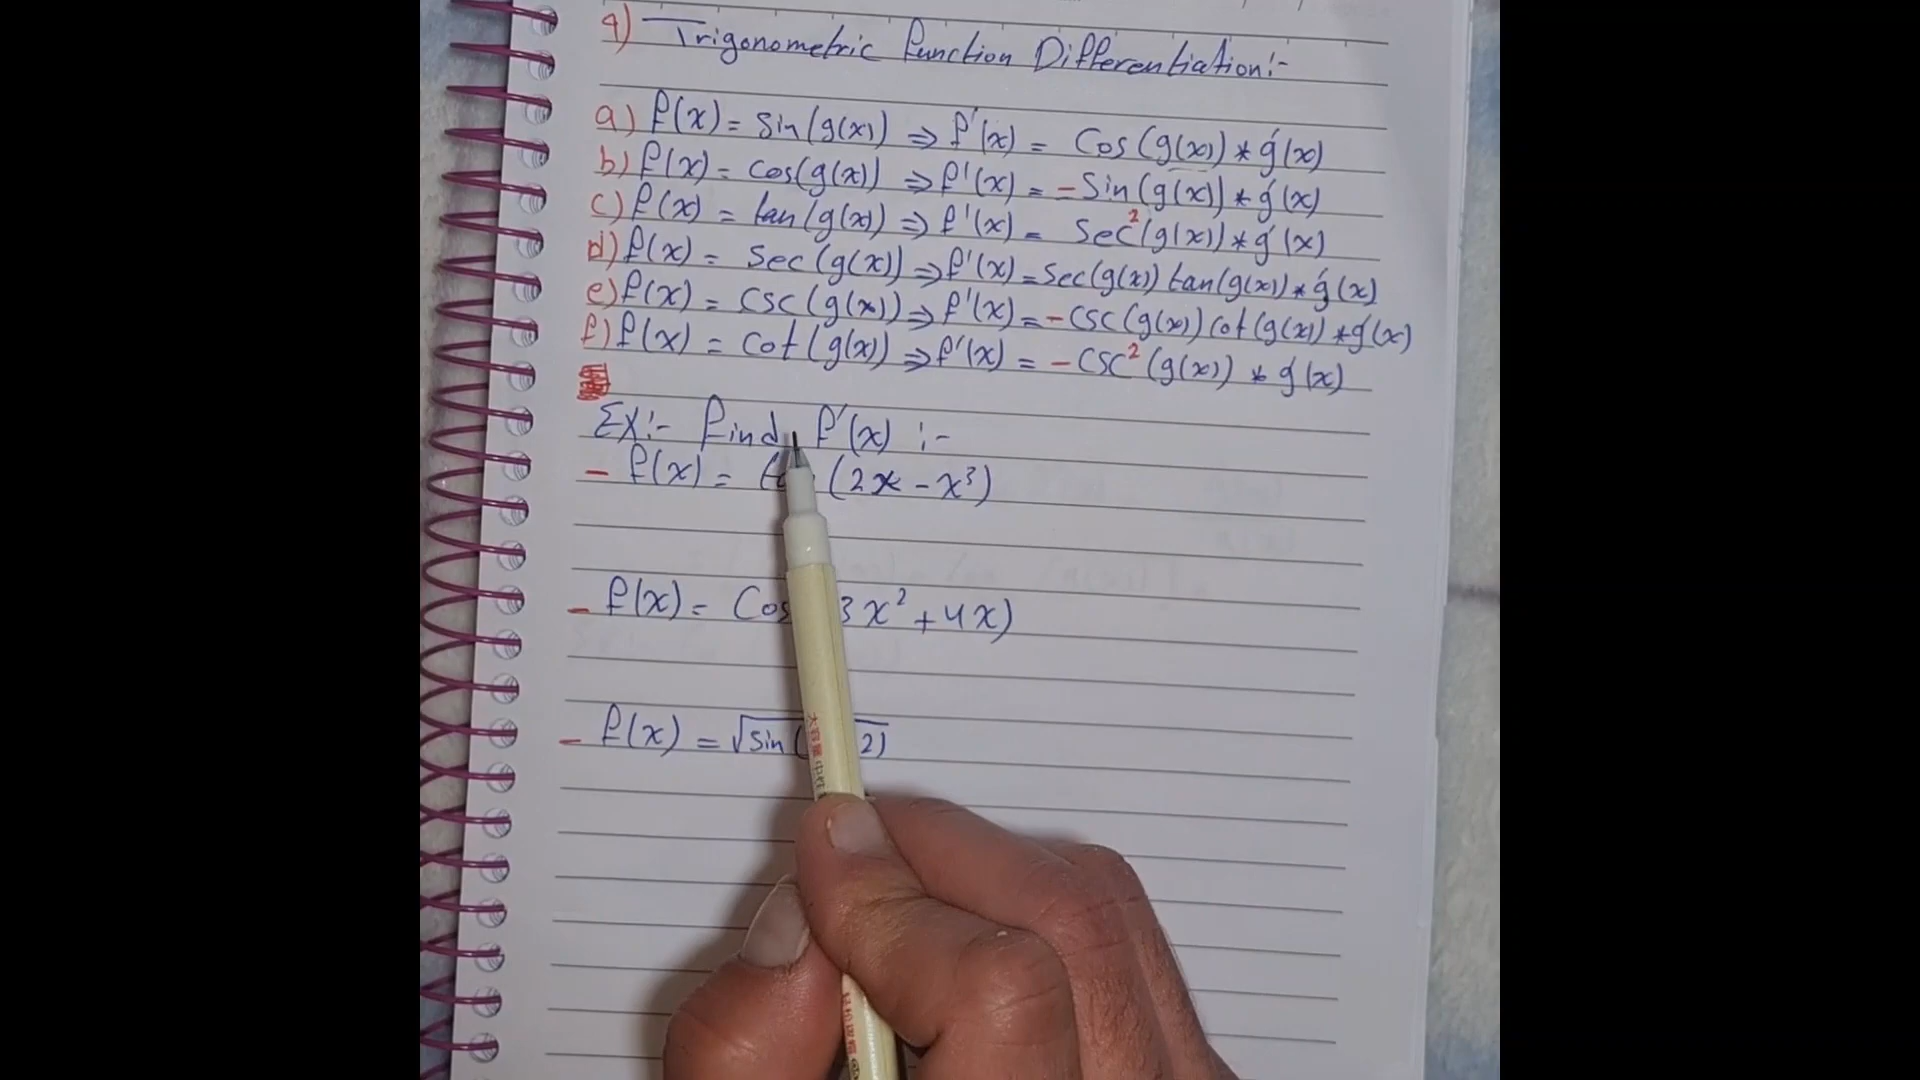 9) Trigonometric Function Differentiation:-
a) f(x) = Sin(g(x)) ⇒ f'(x) = Cos(g(x)) * g'(x)
b) f(x) = Cos(g(x)) ⇒ f'(x) = -Sin(g(x)) * g'(x)
c) f(x) = tan(g(x)) ⇒ f'(x) = Sec²(g(x)) * g'(x)
d) f(x) = Sec(g(x)) ⇒ f'(x) = Sec(g(x)) tan(g(x)) * g'(x)
e) f(x) = CSC(g(x)) ⇒ f'(x) = -CSC(g(x)) Cot(g(x)) * g'(x)
f) f(x) = Cot(g(x)) ⇒ f'(x) = -CSC²(g(x)) * g'(x)
EX:- find f'(x) :-
- f(x) = (2x - x³)
- f(x) = Cos 3x² + 4x)
- f(x) = √Sin( 2)